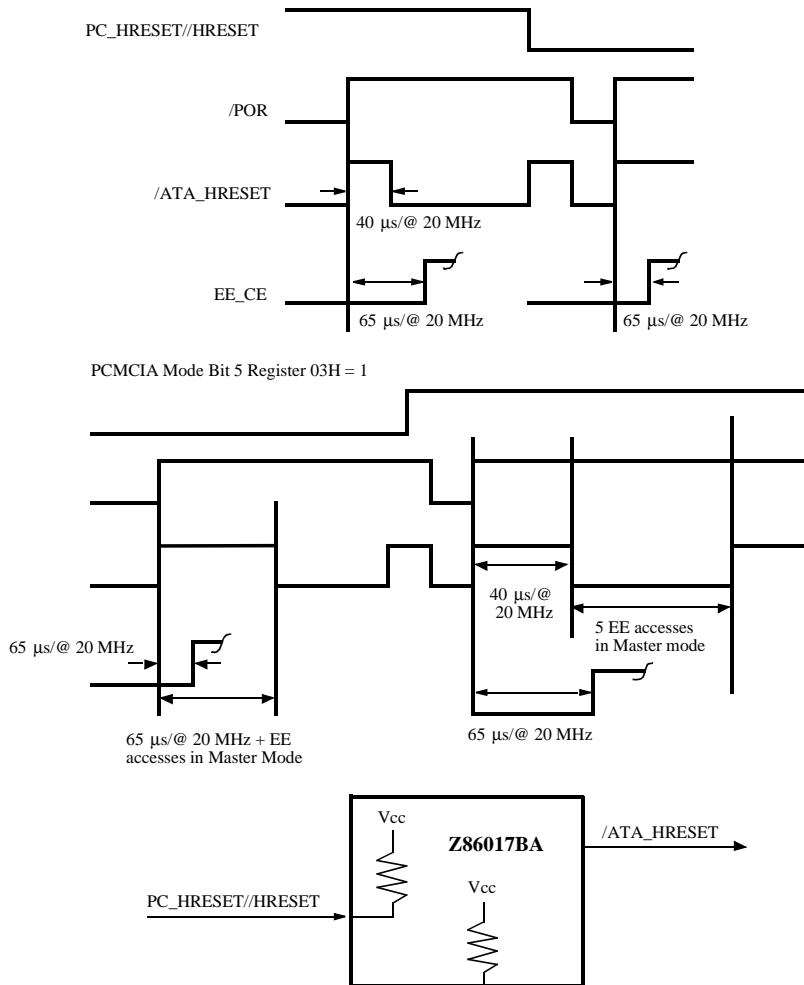 PC_HRESET//HRESET
/POR
/ATA_HRESET
40 μs/@ 20 MHz
EE_CE
65 μs/@ 20 MHz
65 μs/@ 20 MHz
PCMCIA Mode Bit 5 Register 03H = 1
40 μs/@
20 MHz
5 EE accesses
in Master mode
65 μs/@ 20 MHz
65 μs/@ 20 MHz
65 μs/@ 20 MHz + EE
accesses in Master Mode
Vcc
Z86017BA
/ATA_HRESET
Vcc
PC_HRESET//HRESET